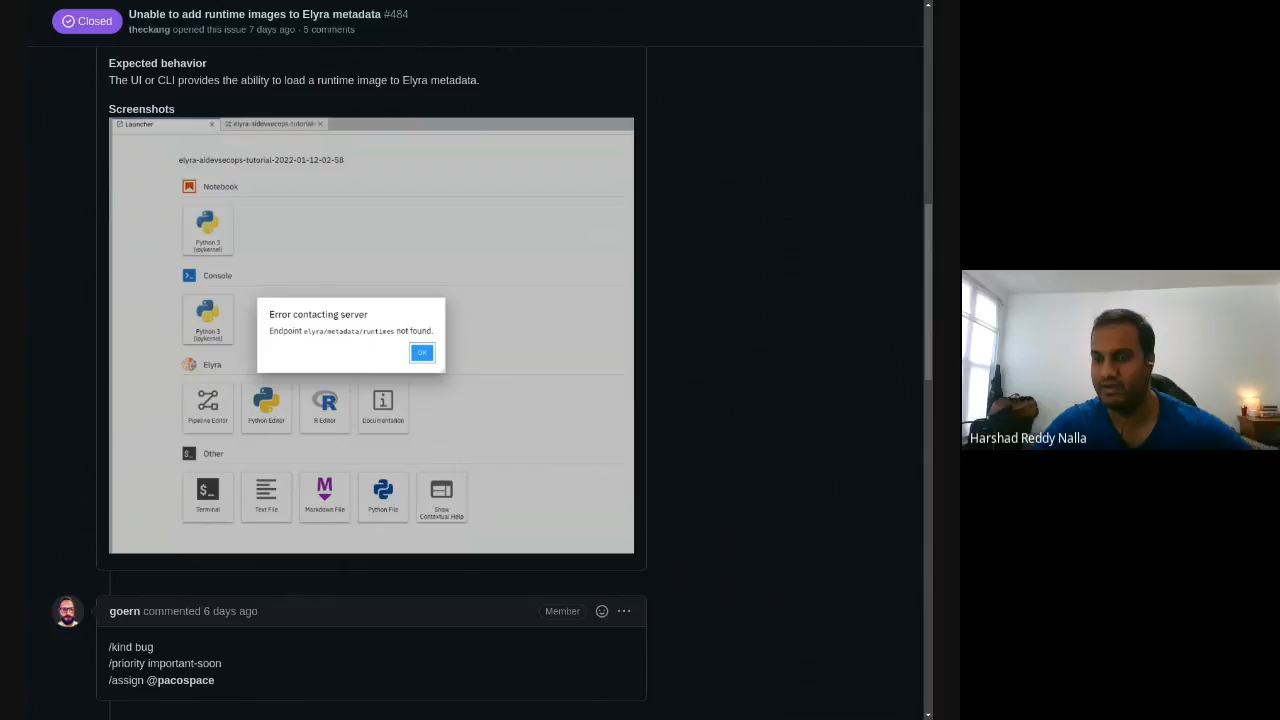 Closed
Unable to add runtime images to Elyra metadata #484
theckang opened this issue 7 days ago · 5 comments
Expected behavior
The UI or CLI provides the ability to load a runtime image to Elyra metadata.
Screenshots
Launcher
elyra-aidevsecops-tutorial-
elyra-aidevsecops-tutorial-2022-01-12-02-58
Notebook
Python 3
(ipykernel)
Console
Error contacting server
Endpoint elyra/metadata/runtimes not found.
OK
Python 3
(ipykernel)
Elyra
Pipeline Editor
Python Editor
R Editor
Documentation
$_ Other
$_
M
Terminal
Text File
Markdown File
Python File
Show
Contextual Help
goern commented 6 days ago
Member
/kind bug
/priority important-soon
/assign @pacospace
Harshad Reddy Nalla